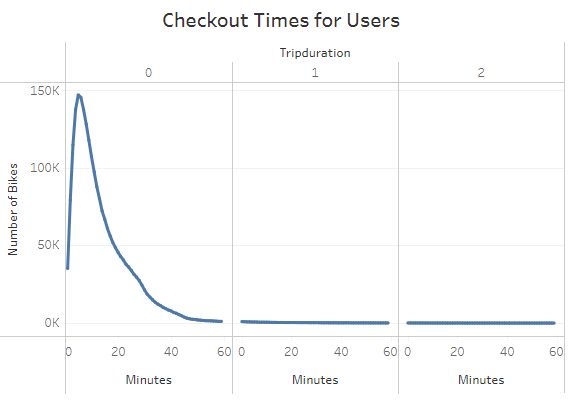 Checkout Times for Users
Tripduration
0 1 2
150K
100K
50K
0K
Number of Bikes
0 20 40 60 0 20 40 60 0 20 40 60
Minutes Minutes Minutes